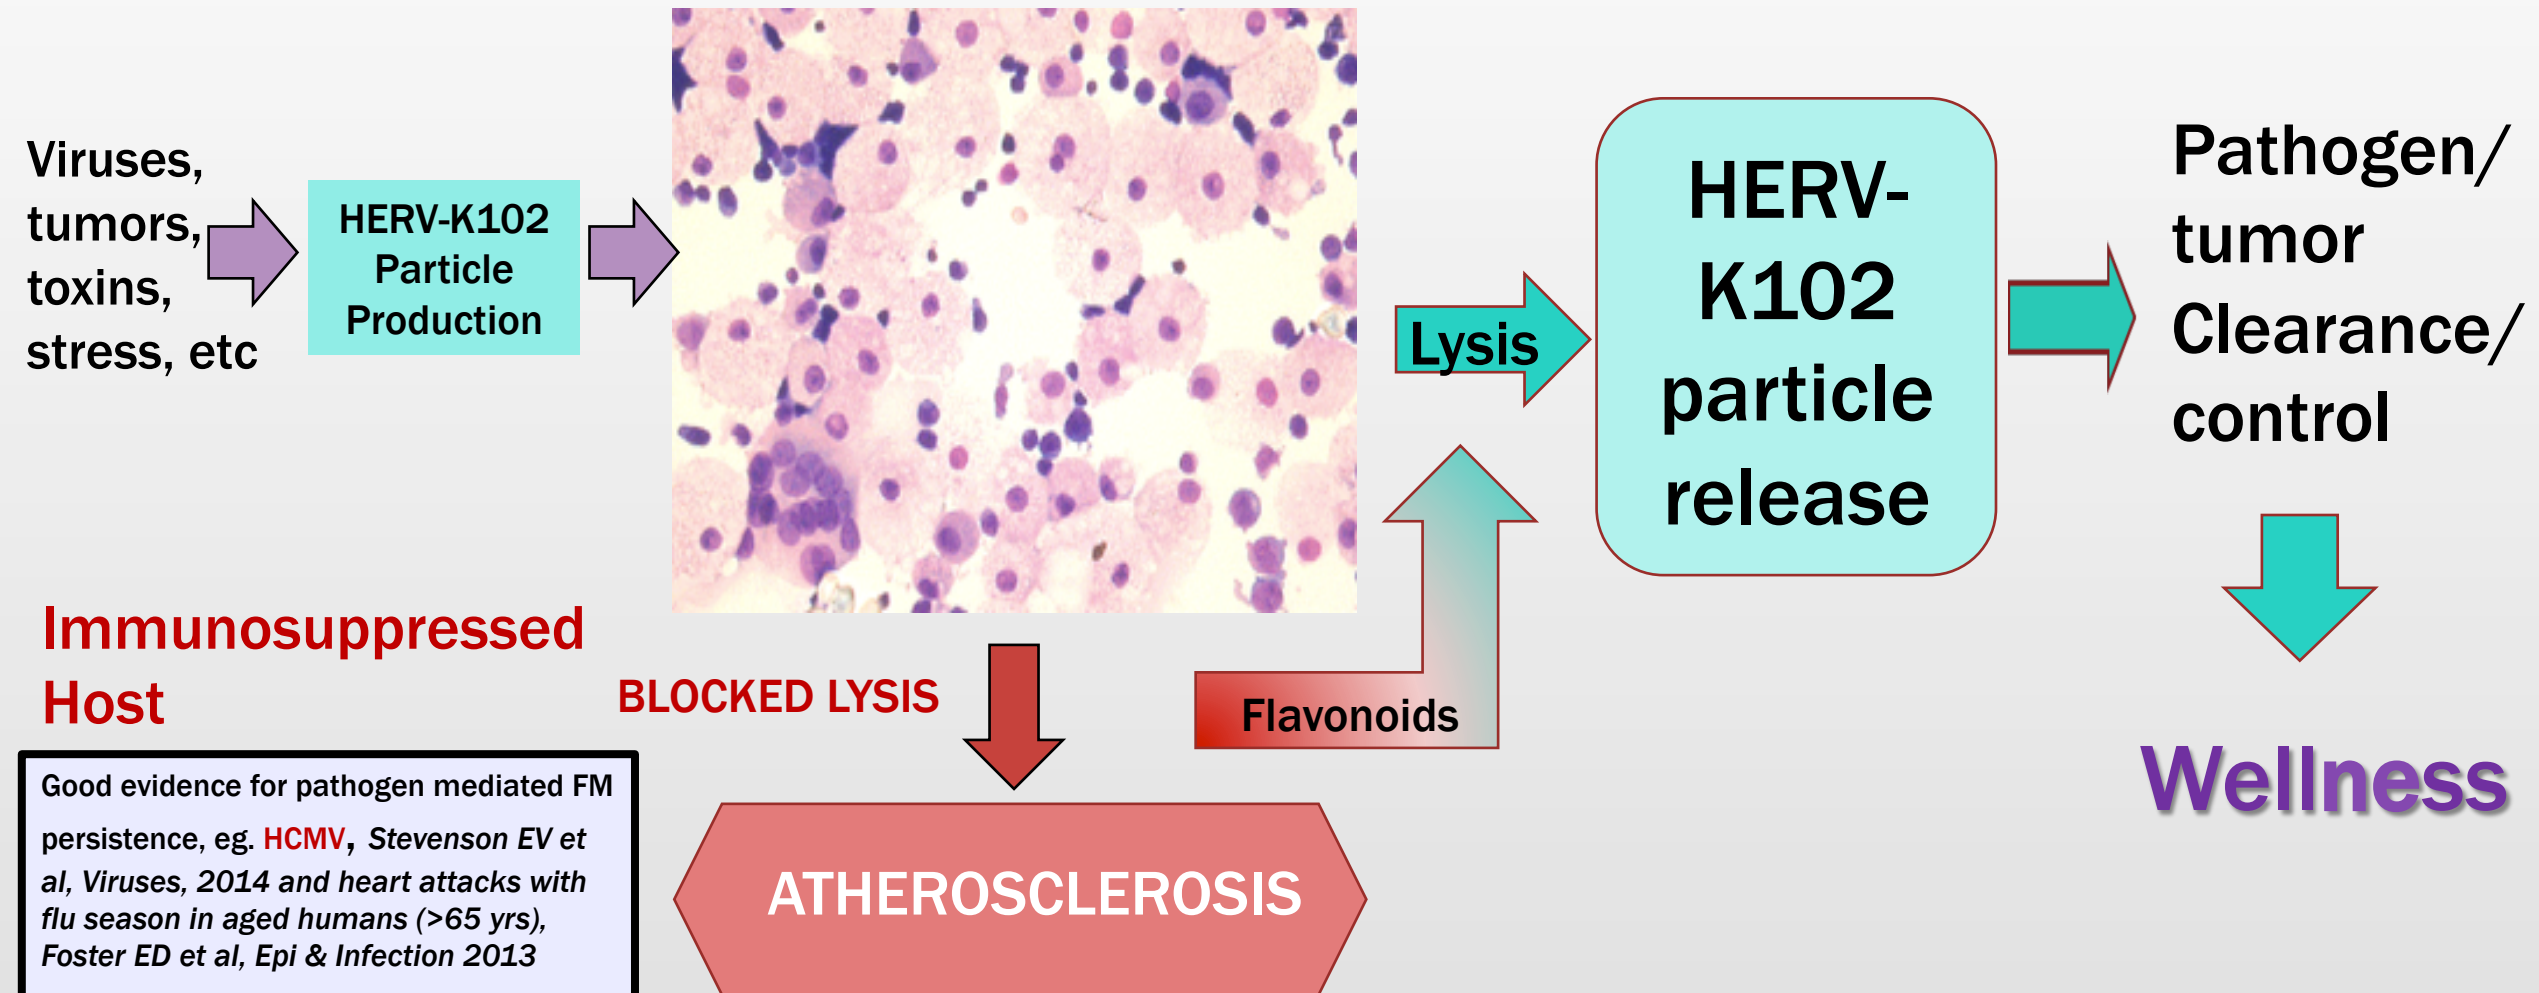 Viruses,
tumors,
toxins,
stress, etc
HERV-K102
Particle
Production
Lysis
HERV-
K102
particle
release
Pathogen/
tumor
Clearance/
control
Immunosuppressed
Host
BLOCKED LYSIS
Flavonoids
Wellness
Good evidence for pathogen mediated FM
persistence, eg. HCMV, Stevenson EV et
al, Viruses, 2014 and heart attacks with
flu season in aged humans (>65 yrs),
Foster ED et al, Epi & Infection 2013
ATHEROSCLEROSIS